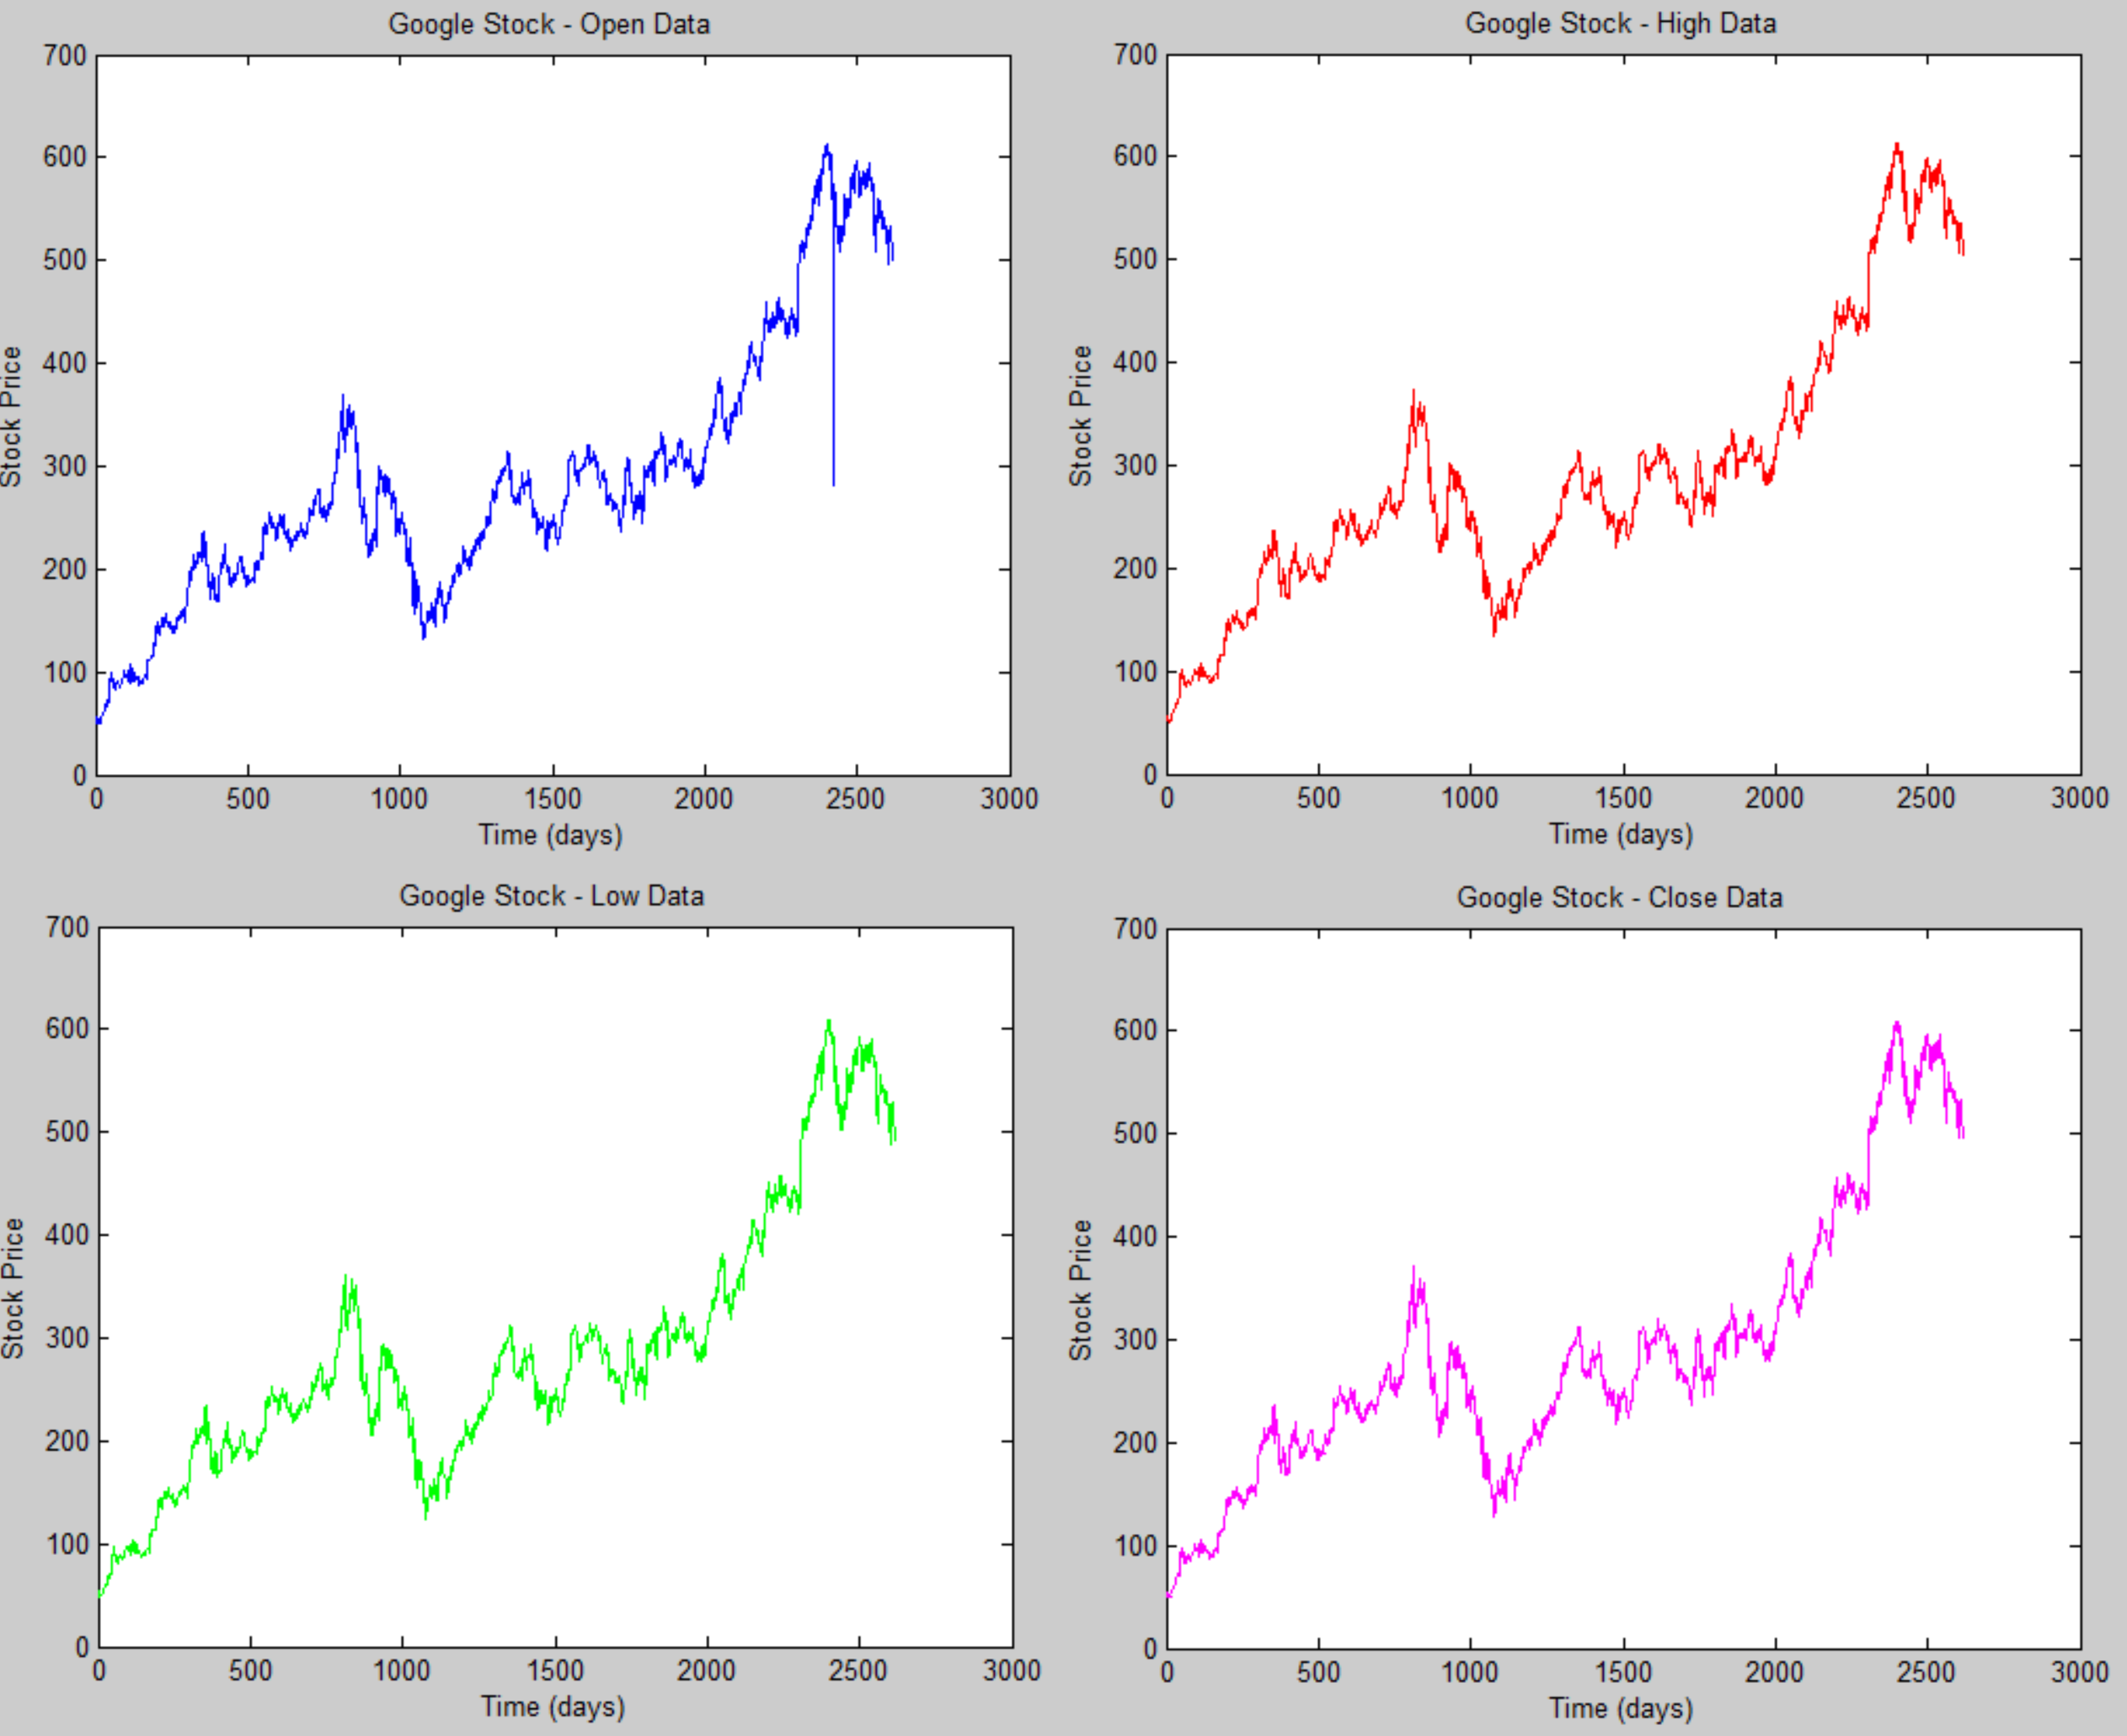 Google Stock - Open Data
700
600
500
400
300
200
100
0
Stock Price
0 500 1000 1500 2000 2500 3000
Time (days)
Google Stock - High Data
700
600
500
400
300
200
100
0
Stock Price
0 500 1000 1500 2000 2500 3000
Time (days)
Google Stock - Low Data
700
600
500
400
300
200
100
0
Stock Price
0 500 1000 1500 2000 2500 3000
Time (days)
Google Stock - Close Data
700
600
500
400
300
200
100
0
Stock Price
0 500 1000 1500 2000 2500 3000
Time (days)